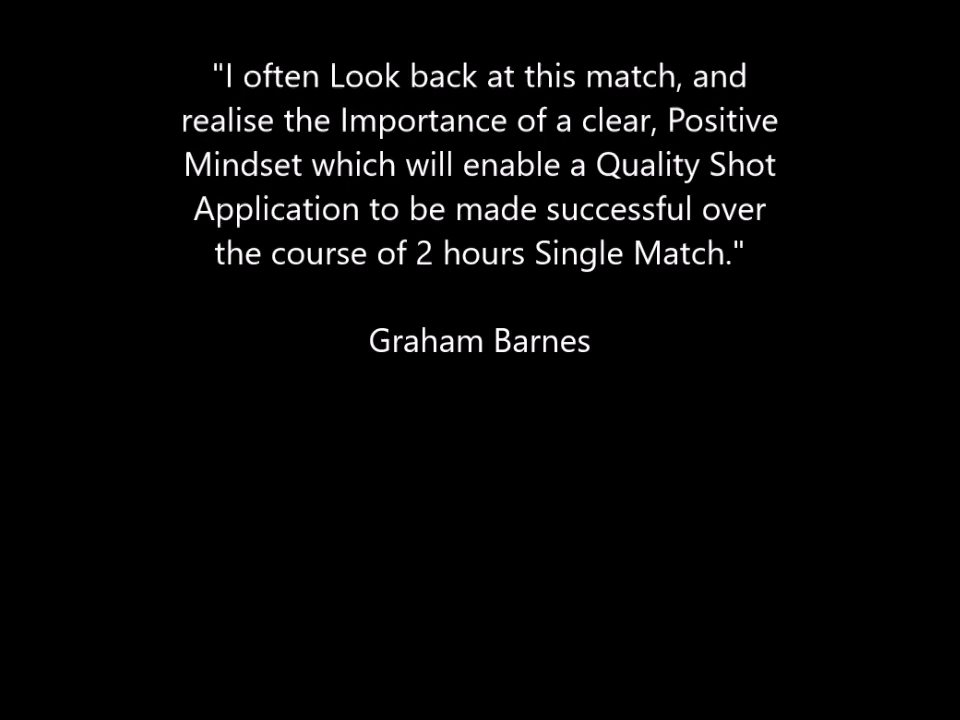 "I often Look back at this match, and
realise the Importance of a clear, Positive
Mindset which will enable a Quality Shot
Application to be made successful over
the course of 2 hours Single Match."
Graham Barnes